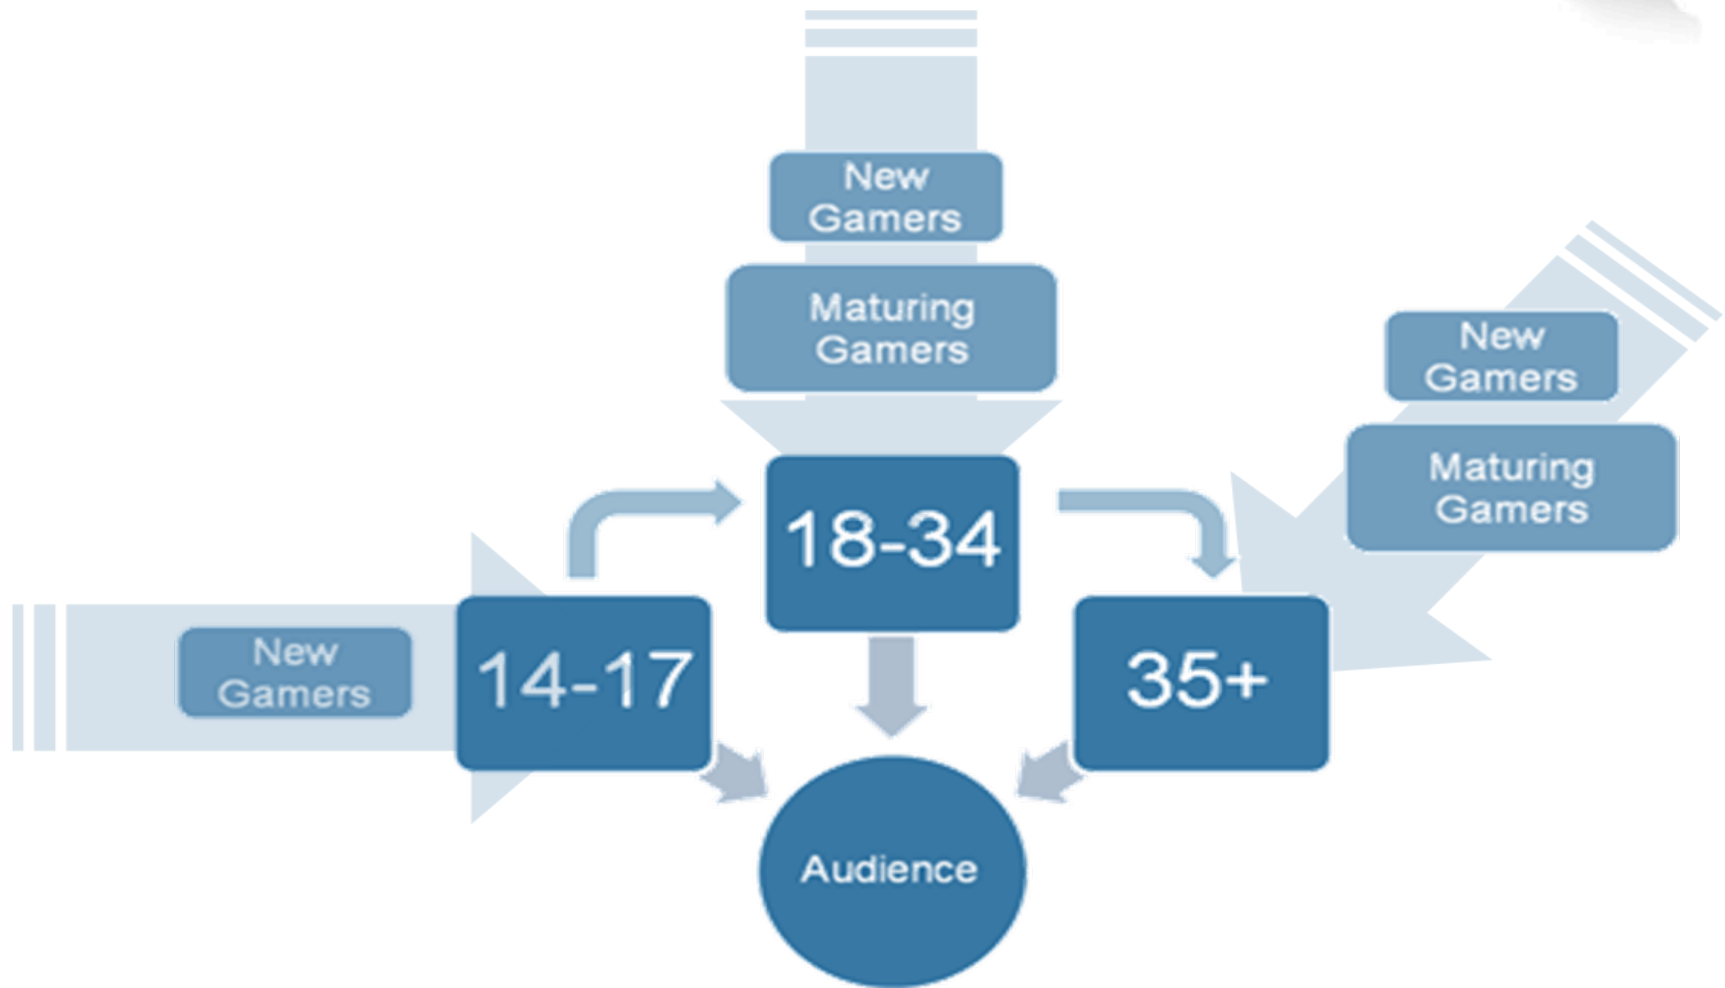 New
Gamers
Maturing
Gamers
New
Gamers
Maturing
Gamers
18-34
New
Gamers
14-17
35+
Audience